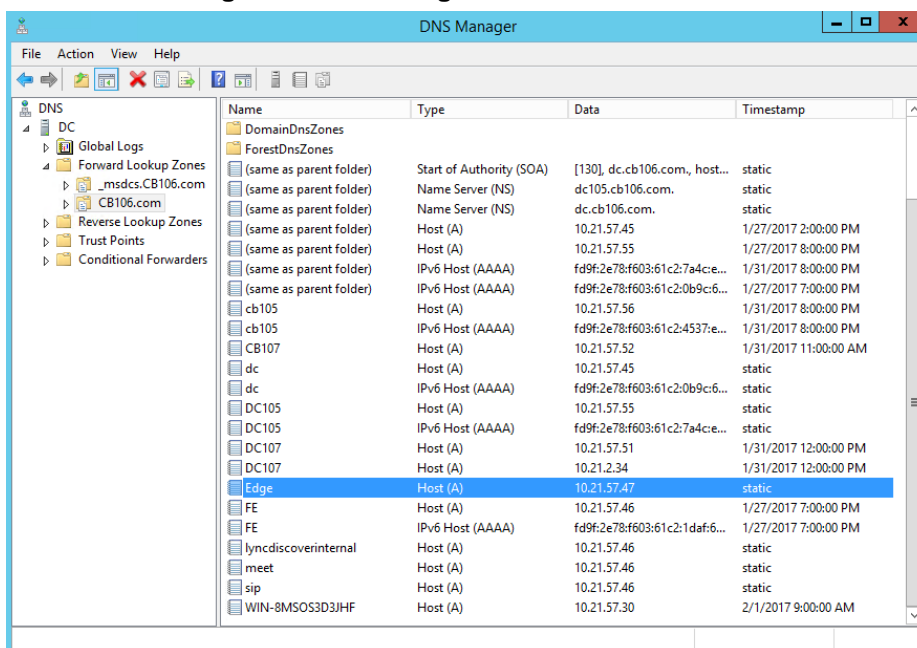 DNS Manager
File Action View Help
DNS
DC
Global Logs
Forward Lookup Zones
_msdcs.CB106.com
CB106.com
Reverse Lookup Zones
Trust Points
Conditional Forwarders
Name Type Data Timestamp
DomainDnsZones
ForestDnsZones
(same as parent folder) Start of Authority (SOA) [130], dc.cb106.com., host... static
(same as parent folder) Name Server (NS) dc105.cb106.com. static
(same as parent folder) Name Server (NS) dc.cb106.com. static
(same as parent folder) Host (A) 10.21.57.45 1/27/2017 2:00:00 PM
(same as parent folder) Host (A) 10.21.57.55 1/27/2017 8:00:00 PM
(same as parent folder) IPv6 Host (AAAA) fd9f:2e78:f603:61c2:7a4c:e... 1/31/2017 8:00:00 PM
(same as parent folder) IPv6 Host (AAAA) fd9f:2e78:f603:61c2:0b9c:6... 1/27/2017 7:00:00 PM
cb105 Host (A) 10.21.57.56 1/31/2017 8:00:00 PM
cb105 IPv6 Host (AAAA) fd9f:2e78:f603:61c2:4537:e... 1/31/2017 8:00:00 PM
CB107 Host (A) 10.21.57.52 1/31/2017 11:00:00 AM
dc Host (A) 10.21.57.45 static
dc IPv6 Host (AAAA) fd9f:2e78:f603:61c2:0b9c:6... static
DC105 Host (A) 10.21.57.55 static
DC105 IPv6 Host (AAAA) fd9f:2e78:f603:61c2:7a4c:e... static
DC107 Host (A) 10.21.57.51 1/31/2017 12:00:00 PM
DC107 Host (A) 10.21.2.34 1/31/2017 12:00:00 PM
Edge Host (A) 10.21.57.47 static
FE Host (A) 10.21.57.46 1/27/2017 7:00:00 PM
FE IPv6 Host (AAAA) fd9f:2e78:f603:61c2:1daf:6... 1/27/2017 7:00:00 PM
lyncdiscoverinternal Host (A) 10.21.57.46 static
meet Host (A) 10.21.57.46 static
sip Host (A) 10.21.57.46 static
WIN-8MSOS3D3JHF Host (A) 10.21.57.30 2/1/2017 9:00:00 AM